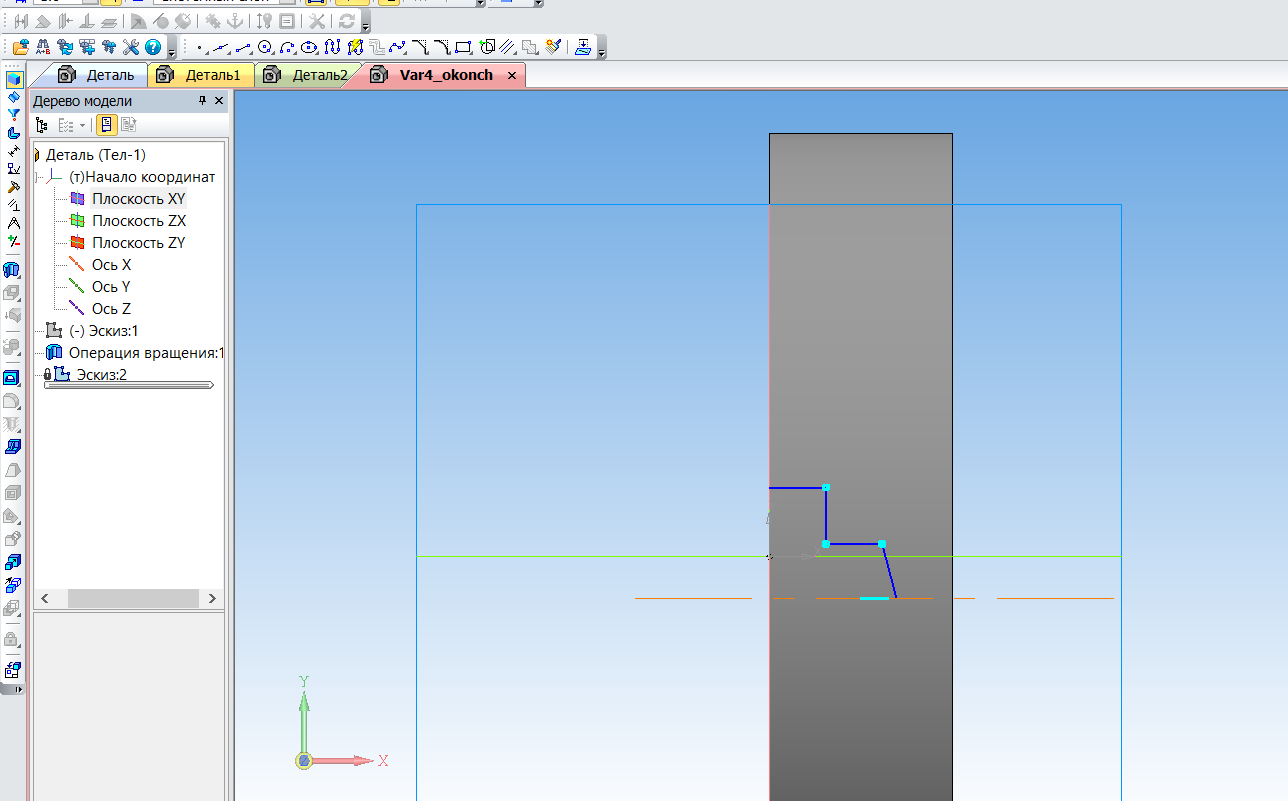 Деталь
Деталь1
Деталь2
Var4_okonch
Дерево модели
Деталь (Тел-1)
(т)Начало координат
Плоскость XY
Плоскость ZX
Плоскость ZY
Ось X
Ось Y
Ось Z
(-) Эскиз:1
Операция вращения:1
Эскиз:2
Y
X